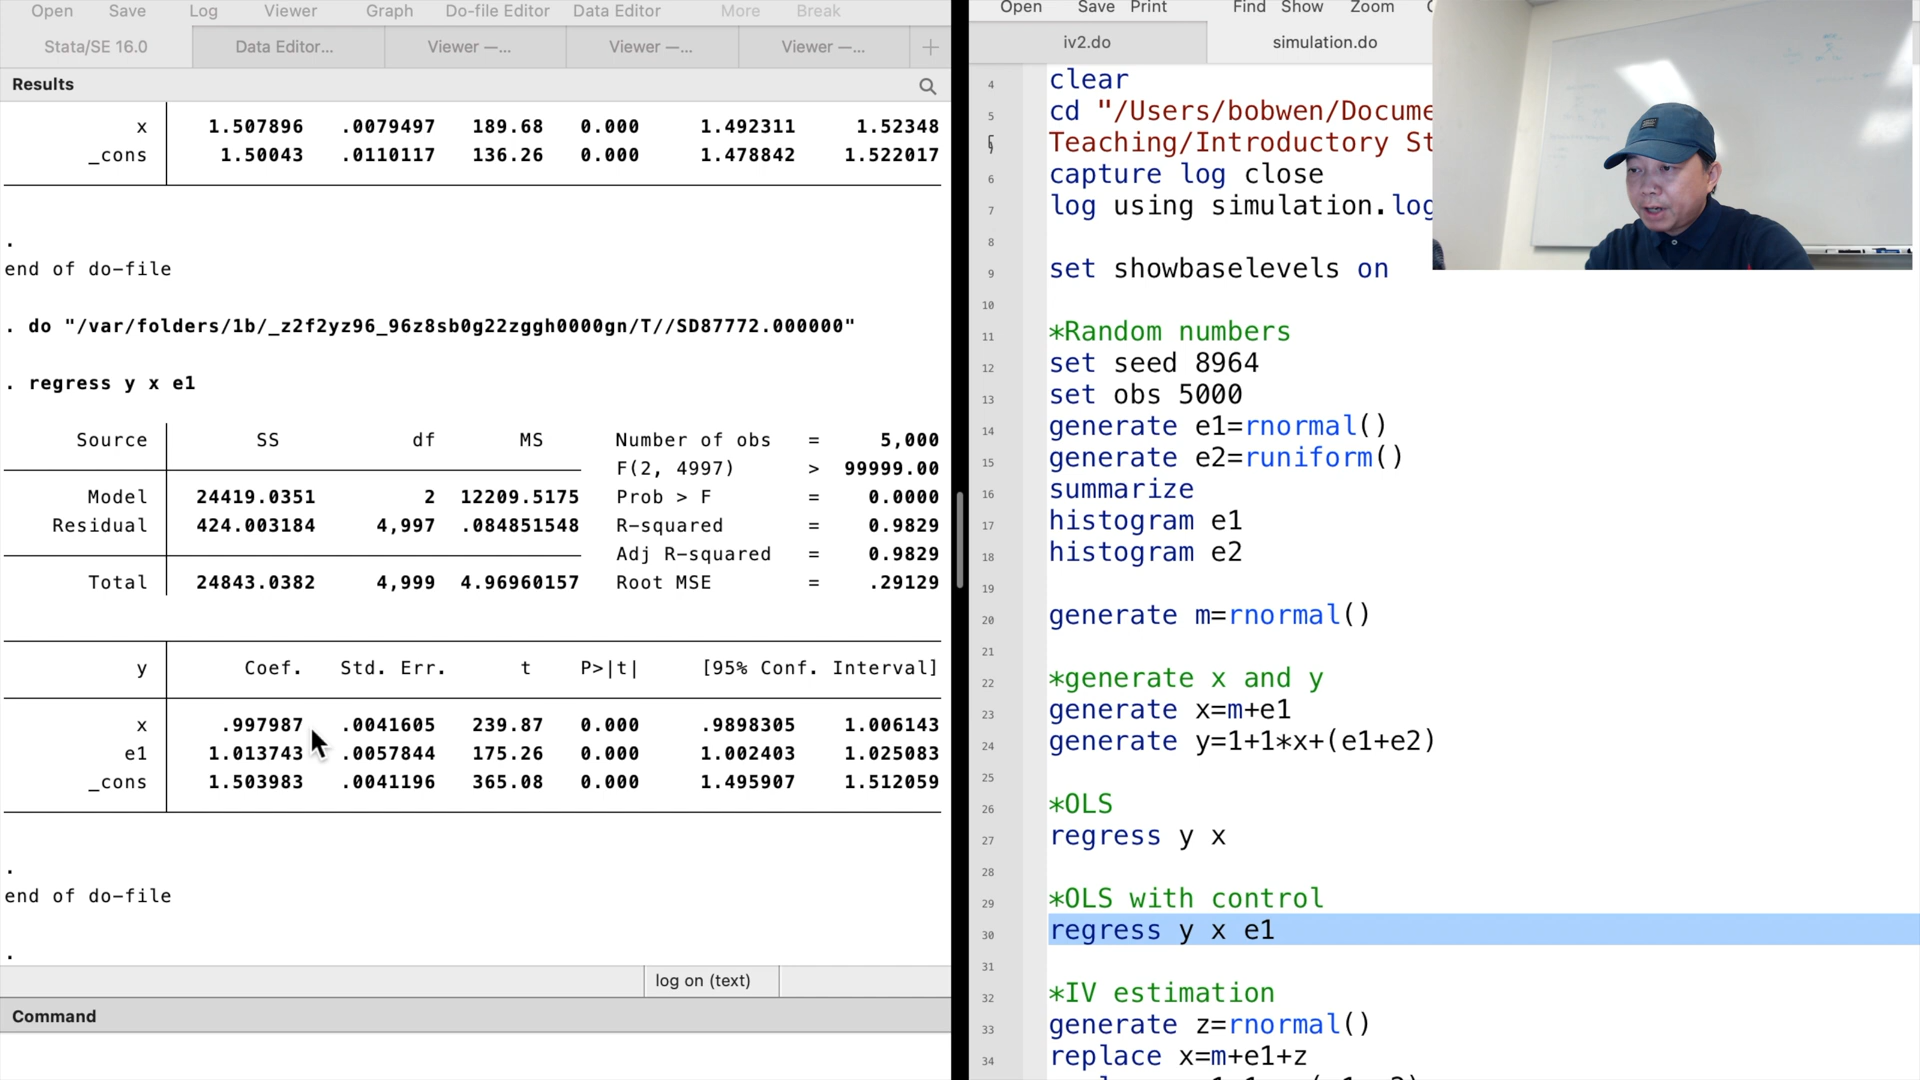 Open Save Log Viewer Graph Do-file Editor Data Editor More Break
Stata/SE 16.0 Data Editor... Viewer —... Viewer —... Viewer —... +
Results
x 1.507896 .0079497 189.68 0.000 1.492311 1.52348
_cons 1.50043 .0110117 136.26 0.000 1.478842 1.522017
.
end of do-file
. do "/var/folders/1b/_z2f2yz96_96z8sb0g22zggh0000gn/T//SD87772.000000"
. regress y x e1
Source SS df MS Number of obs = 5,000
F(2, 4997) > 99999.00
Model 24419.0351 2 12209.5175 Prob > F = 0.0000
Residual 424.003184 4,997 .084851548 R-squared = 0.9829
Adj R-squared = 0.9829
Total 24843.0382 4,999 4.96960157 Root MSE = .29129
y Coef. Std. Err. t P>|t| [95% Conf. Interval]
x .997987 .0041605 239.87 0.000 .9898305 1.006143
e1 1.013743 .0057844 175.26 0.000 1.002403 1.025083
_cons 1.503983 .0041196 365.08 0.000 1.495907 1.512059
.
end of do-file
.
log on (text)
Command
Open Save Print Find Show Zoom
iv2.do simulation.do
4 clear
5 cd "/Users/bobwen/Docume
Teaching/Introductory St
6 capture log close
7 log using simulation.log
8
9 set showbaselevels on
10
11 *Random numbers
12 set seed 8964
13 set obs 5000
14 generate e1=rnormal()
15 generate e2=runiform()
16 summarize
17 histogram e1
18 histogram e2
19
20 generate m=rnormal()
21
22 *generate x and y
23 generate x=m+e1
24 generate y=1+1*x+(e1+e2)
25
26 *OLS
27 regress y x
28
29 *OLS with control
30 regress y x e1
31
32 *IV estimation
33 generate z=rnormal()
34 replace x=m+e1+z